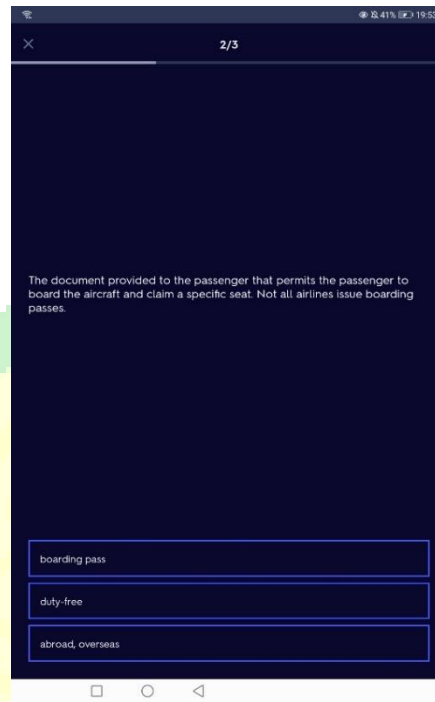 41% 19:53
2/3
The document provided to the passenger that permits the passenger to
board the aircraft and claim a specific seat. Not all airlines issue boarding
passes.
boarding pass
duty-free
abroad, overseas